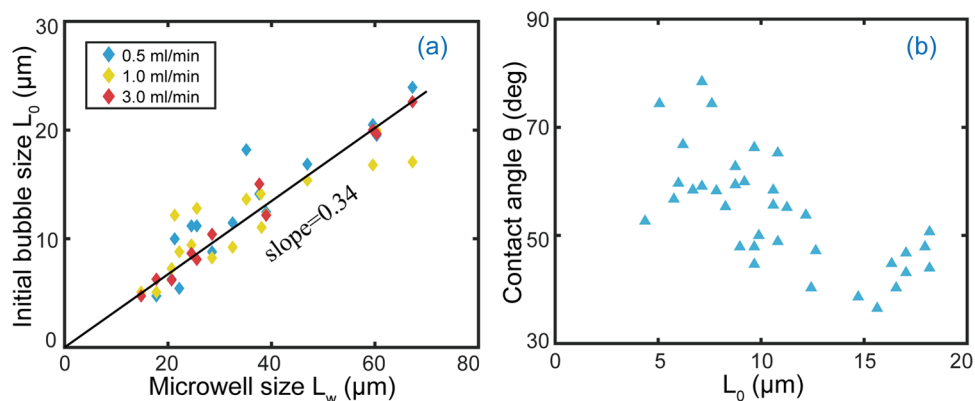 (a)
0.5 ml/min
1.0 ml/min
3.0 ml/min
slope=0.34
Initial bubble size L₀ (μm)
30
20
10
0
0 20 40 60 80
Microwell size Lw (μm)
(b)
Contact angle θ (deg)
90
70
50
30
0 5 10 15 20
L₀ (μm)